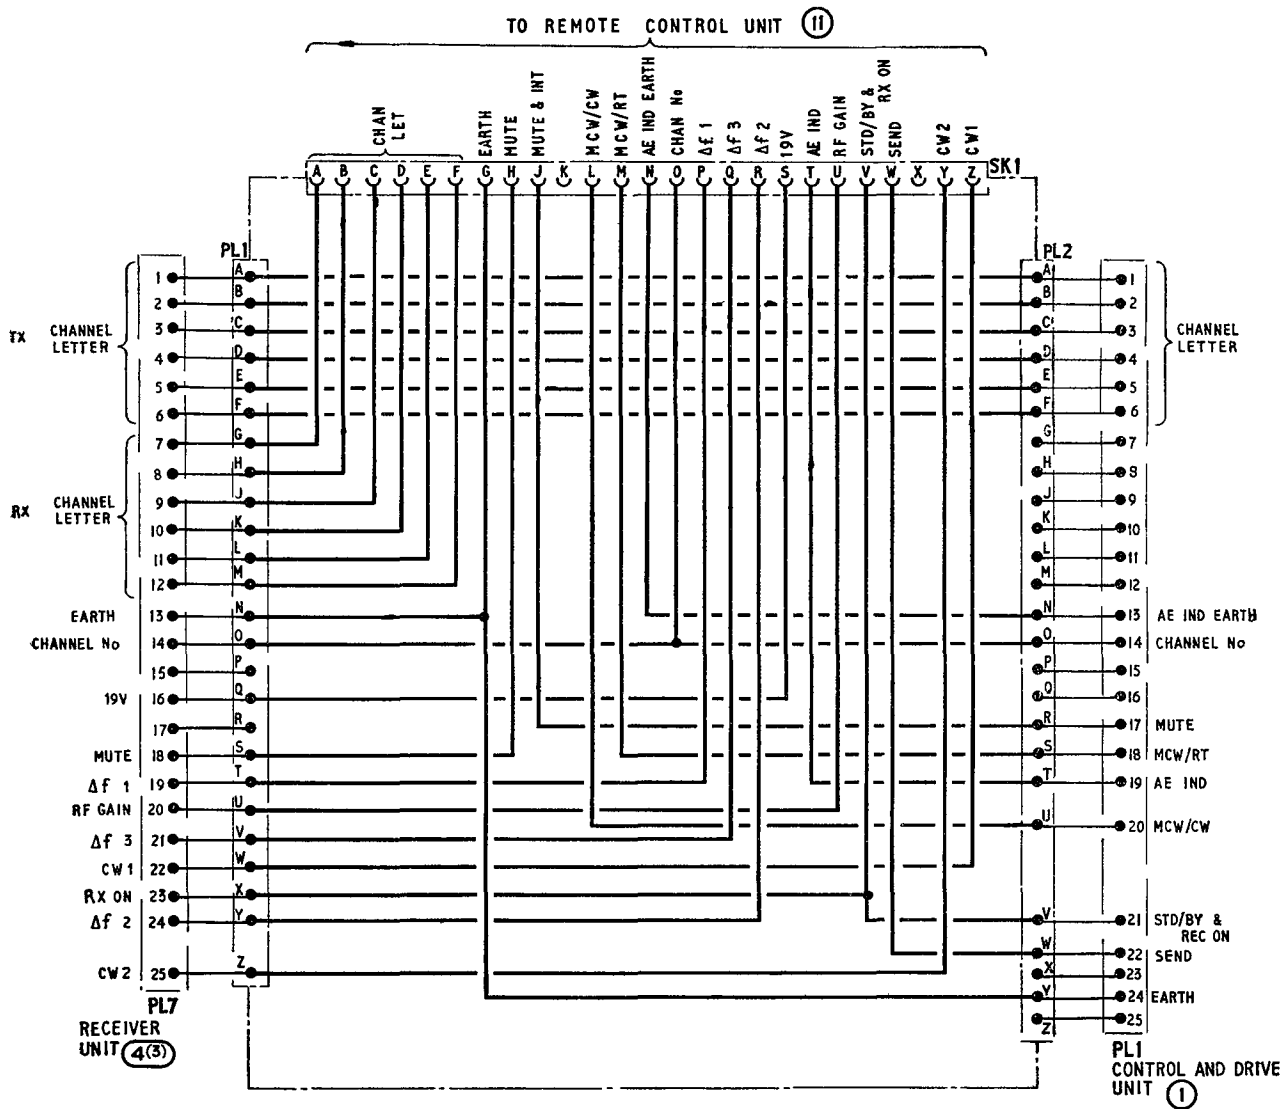 TO REMOTE CONTROL UNIT 11
CHAN LET
EARTH
MUTE
MUTE & INT
MCW/CW
MCW/RT
AE IND EARTH
CHAN No
Δf 1
Δf 3
Δf 2
19V
AE IND
RF GAIN
STD/BY & RX ON
SEND
CW2
CW1
A B C D E F G H J K L M N O P Q R S T U V W X Y Z
SK1
PL1
PL2
TX CHANNEL LETTER
RX CHANNEL LETTER
CHANNEL LETTER
1 A A 1
2 B B 2
3 C C 3
4 D D 4
5 E E 5
6 F F 6
7 G G 7
8 H H 8
9 J J 9
10 K K 10
11 L L 11
12 M M 12
EARTH 13 N N 13 AE IND EARTH
CHANNEL No 14 O O 14 CHANNEL No
15 P P 15
19V 16 Q Q 16
17 R R 17 MUTE
MUTE 18 S S 18 MCW/RT
Δf 1 19 T T 19 AE IND
RF GAIN 20 U U 20 MCW/CW
Δf 3 21 V
CW1 22 W
RX ON 23 X
Δf 2 24 Y V 21 STD/BY & REC ON
W 22 SEND
CW2 25 Z X 23
Y 24 EARTH
Z 25
PL7
RECEIVER
UNIT 4(3)
PL1
CONTROL AND DRIVE
UNIT 1